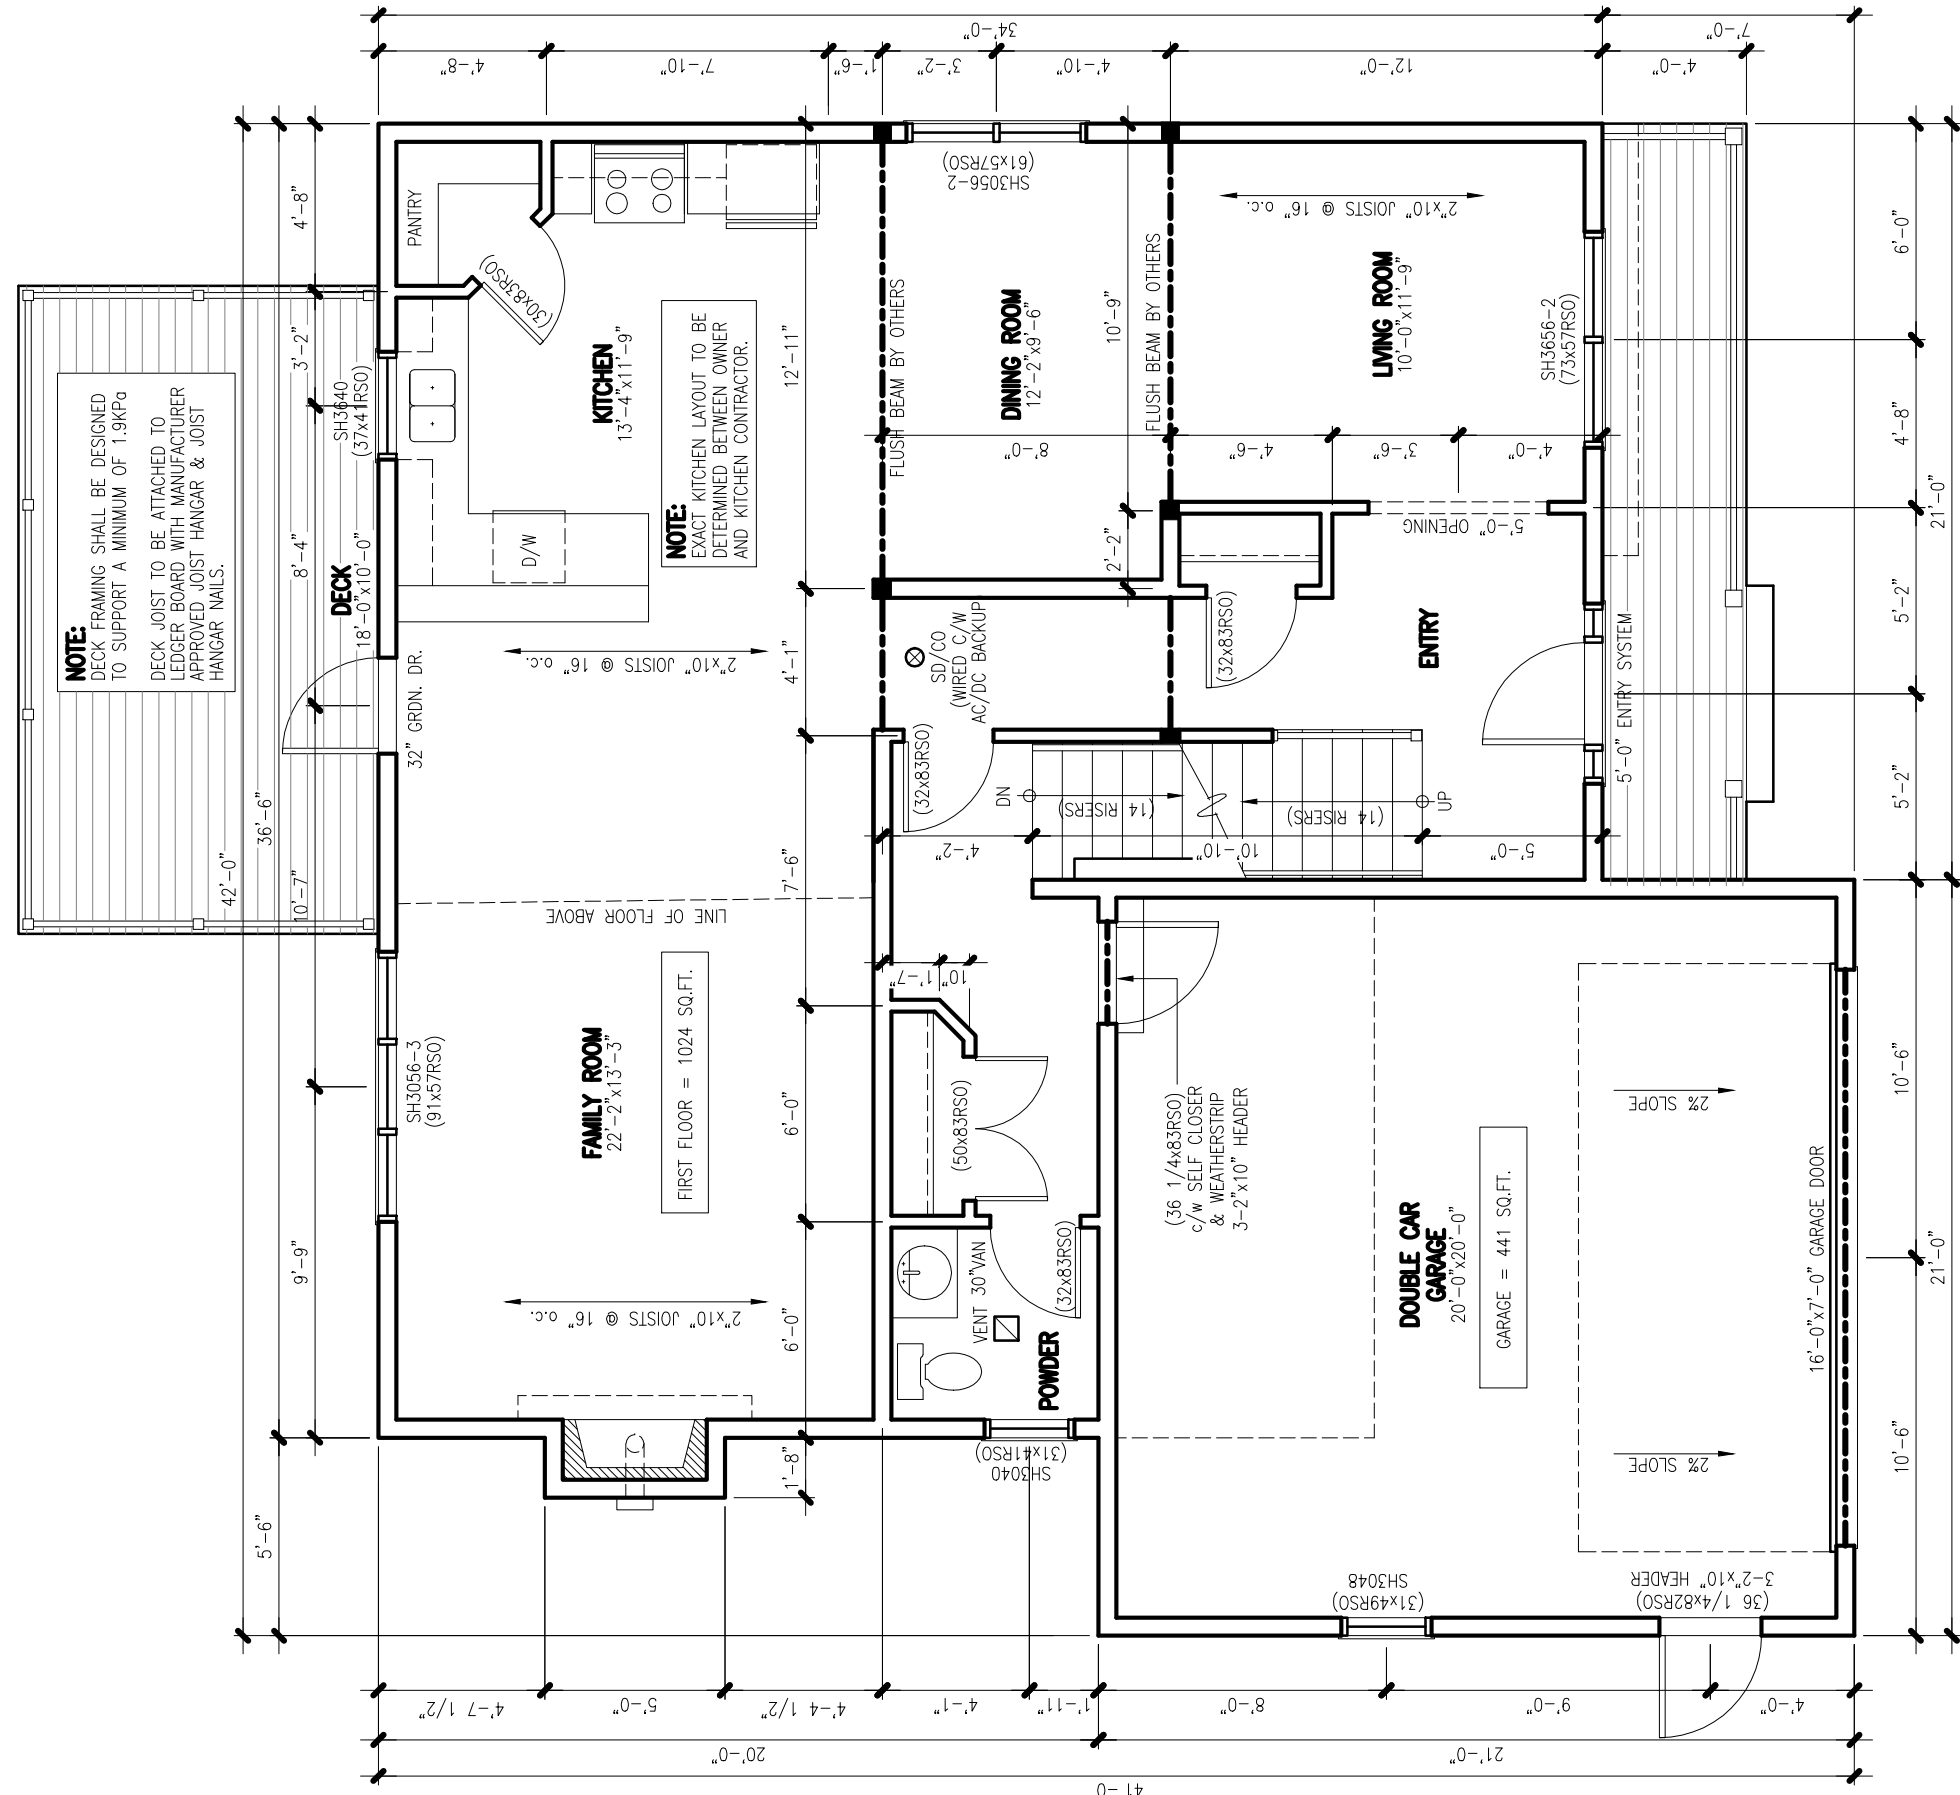 34'-0"
7'-0"
4'-8"
7'-10"
1'-6"
3'-2"
4'-10"
12'-0"
4'-0"
NOTE:
DECK FRAMING SHALL BE DESIGNED
TO SUPPORT A MINIMUM OF 1.9KPa
DECK JOIST TO BE ATTACHED TO
LEDGER BOARD WITH MANUFACTURER
APPROVED JOIST HANGAR & JOIST
HANGAR NAILS.
DECK
18'-0"x10'-0"
42'-0"
36'-6"
5'-6"
4'-8"
3'-2"
8'-4"
10'-7"
9'-9"
SH3640
(37x41RSO)
32" GRDN. DR.
SH3056-3
(91x57RSO)
PANTRY
(30x83RSO)
KITCHEN
13'-4"x11'-9"
D/W
NOTE:
EXACT KITCHEN LAYOUT TO BE
DETERMINED BETWEEN OWNER
AND KITCHEN CONTRACTOR.
2"x10" JOISTS @ 16" o.c.
LINE OF FLOOR ABOVE
FAMILY ROOM
22'-2"x13'-3"
FIRST FLOOR = 1024 SQ.FT.
2"x10" JOISTS @ 16" o.c.
12'-11"
4'-1"
7'-6"
6'-0"
6'-0"
1'-8"
SH3056-2
(61x57RSO)
FLUSH BEAM BY OTHERS
DINING ROOM
12'-2"x9'-6"
10'-9"
2'-2"
8'-0"
FLUSH BEAM BY OTHERS
2"x10" JOISTS @ 16" o.c.
LIVING ROOM
10'-0"x11'-9"
SH3656-2
(73x57RSO)
4'-6"
3'-6"
4'-0"
5'-0" OPENING
SD/CO
(WIRED C/W
AC/DC BACKUP
(32x83RSO)
(32x83RSO)
ENTRY
5'-0" ENTRY SYSTEM
DN
(14 RISERS)
(14 RISERS)
UP
4'-2"
10'-10"
5'-0"
1'-7"
10"
(50x83RSO)
VENT
30"VAN
(32x83RSO)
POWDER
SH3040
(31x41RSO)
(36 1/4x83RSO)
c/w SELF CLOSER
& WEATHERSTRIP
3-2"x10" HEADER
DOUBLE CAR
GARAGE
20'-0"x20'-0"
GARAGE = 441 SQ.FT.
2% SLOPE
2% SLOPE
16'-0"x7'-0" GARAGE DOOR
SH3048
(31x49RSO)
(36 1/4x82RSO)
3-2"x10" HEADER
6'-0"
4'-8"
5'-2"
5'-2"
10'-6"
10'-6"
21'-0"
21'-0"
4'-7 1/2"
5'-0"
4'-4 1/2"
4'-1"
1'-11"
8'-0"
9'-0"
4'-0"
20'-0"
21'-0"
41'-0